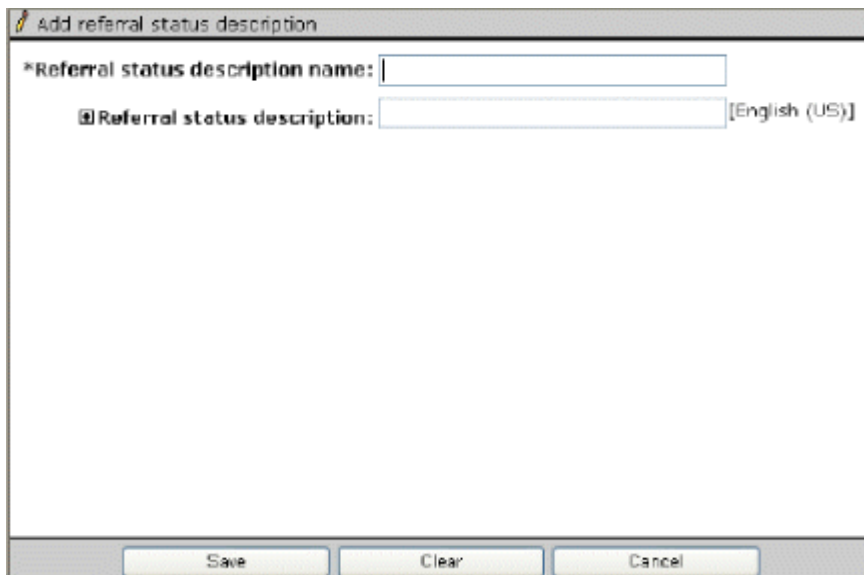 Add referral status description
*Referral status description name:
Referral status description: [English (US)]
Save Clear Cancel